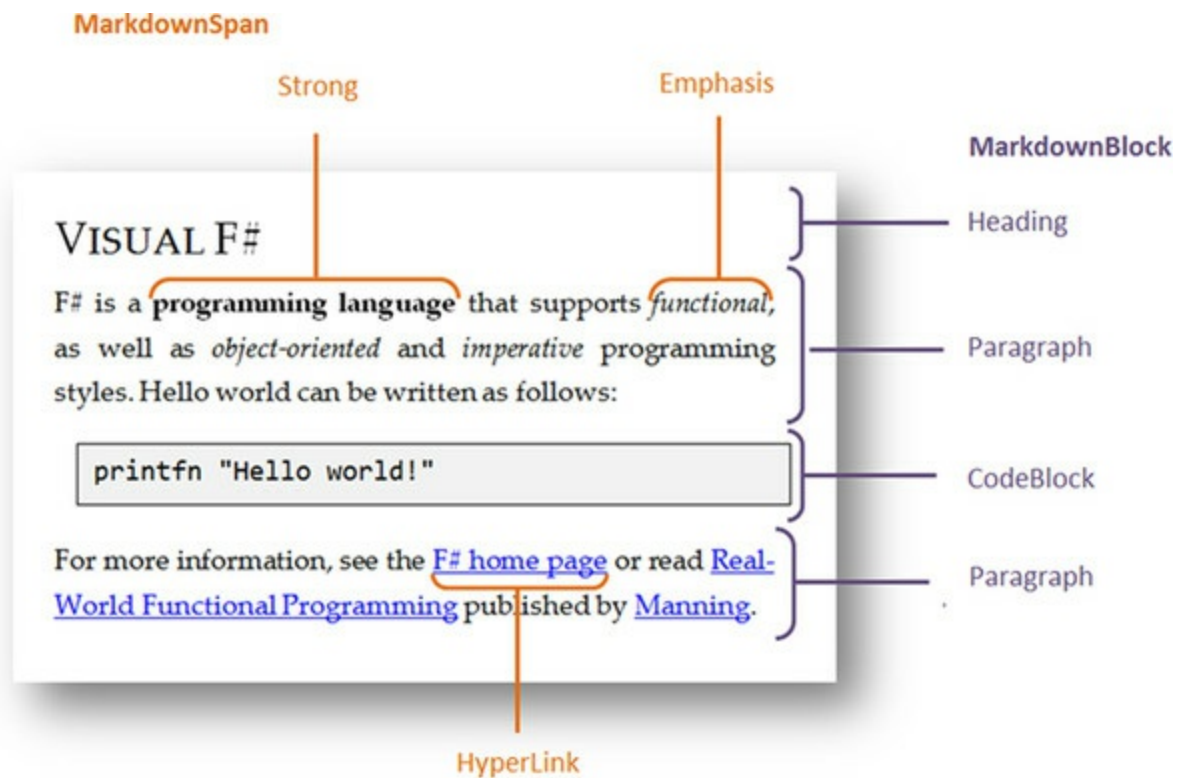 MarkdownSpan
Strong
Emphasis
MarkdownBlock
VISUAL F#
Heading
F# is a programming language that supports functional,
as well as object-oriented and imperative programming
styles. Hello world can be written as follows:
Paragraph
printfn "Hello world!"
CodeBlock
For more information, see the F# home page or read Real-
World Functional Programming published by Manning.
Paragraph
HyperLink